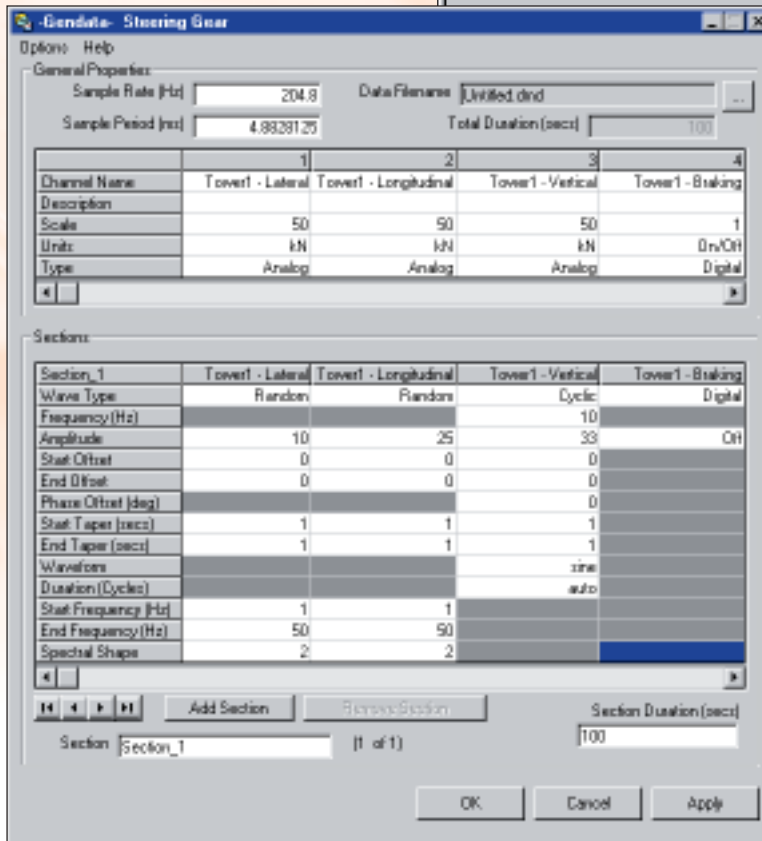 -Gendata- Steering Gear
Options Help
General Properties
Sample Rate (Hz) 204.8 Data Filename Untitled.dmd ...
Sample Period (ms) 4.8828125 Total Duration (secs) 100
1 2 3 4
Channel Name Tower1 - Lateral Tower1 - Longitudinal Tower1 - Vertical Tower1 - Braking
Description
Scale 50 50 50 1
Units kN kN kN On/Off
Type Analog Analog Analog Digital
Sections
Section_1 Tower1 - Lateral Tower1 - Longitudinal Tower1 - Vertical Tower1 - Braking
Wave Type Random Random Cyclic Digital
Frequency (Hz) 10
Amplitude 10 25 33 Off
Start Offset 0 0 0
End Offset 0 0 0
Phase Offset (deg) 0
Start Taper (secs) 1 1 1
End Taper (secs) 1 1 1
Waveform sine
Duration (Cycles) auto
Start Frequency (Hz) 1 1
End Frequency (Hz) 50 50
Spectral Shape 2 2
Add Section Remove Section Section Duration (secs)
Section Section_1 (1 of 1) 100
OK Cancel Apply